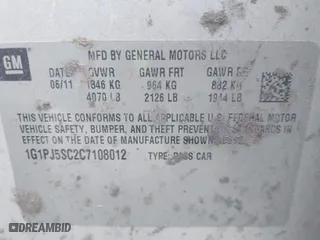 GM
MFD BY GENERAL MOTORS LLC
DATE GVWR GAWR FRT GAWR RR
06/11 1846 KG 964 KG 882 KG
4070 LB 2126 LB 1944 LB
THIS VEHICLE CONFORMS TO ALL APPLICABLE U.S. FEDERAL MOTOR
VEHICLE SAFETY, BUMPER, AND THEFT PREVENTION STANDARDS
IN EFFECT ON THE DATE OF MANUFACTURE SHOWN ABOVE.
1G1PJ5SC2C7108012 TYPE: PASS CAR
AUTOBIDMASTER